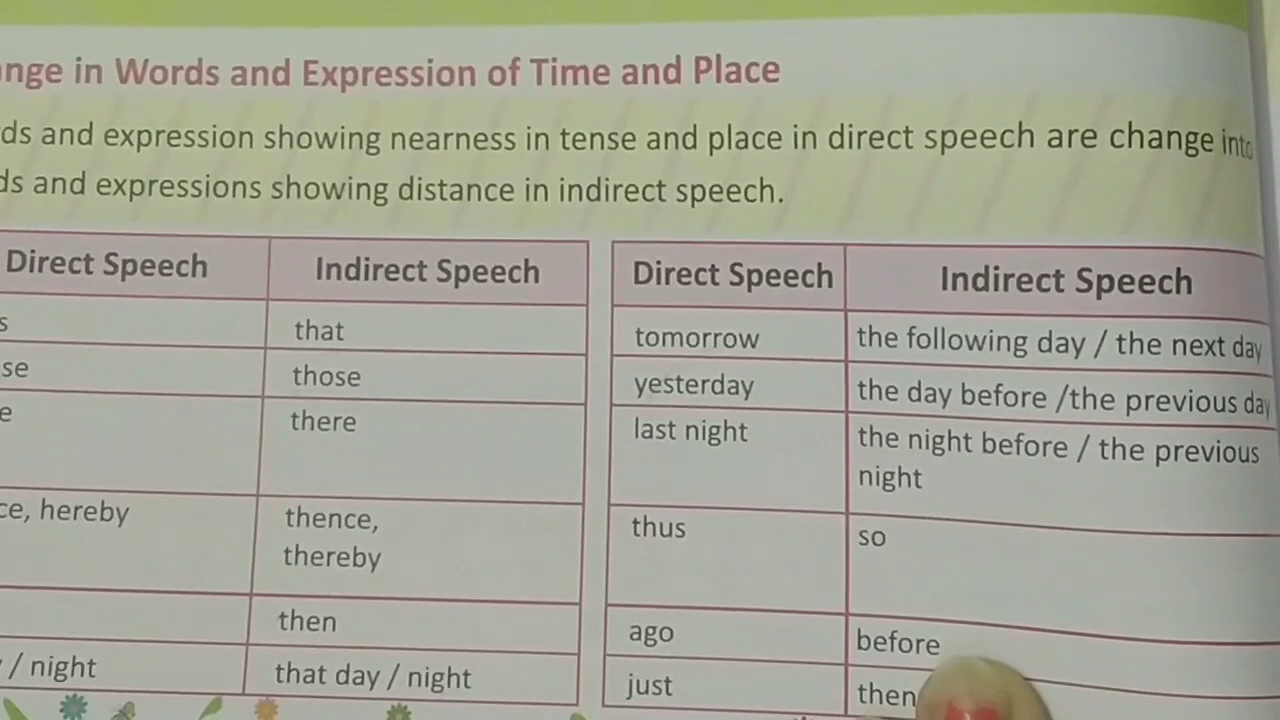 nge in Words and Expression of Time and Place
ds and expression showing nearness in tense and place in direct speech are change into
ds and expressions showing distance in indirect speech.
Direct Speech Indirect Speech
s that
se those
e there
ce, hereby thence,
thereby
then
/ night that day / night
Direct Speech Indirect Speech
tomorrow the following day / the next day
yesterday the day before /the previous day
last night the night before / the previous
night
thus so
ago before
just then